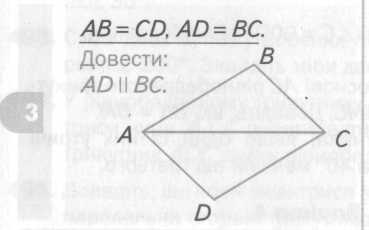 AB = CD, AD = BC.
Довести:
AD || BC.
B
3
A
C
D